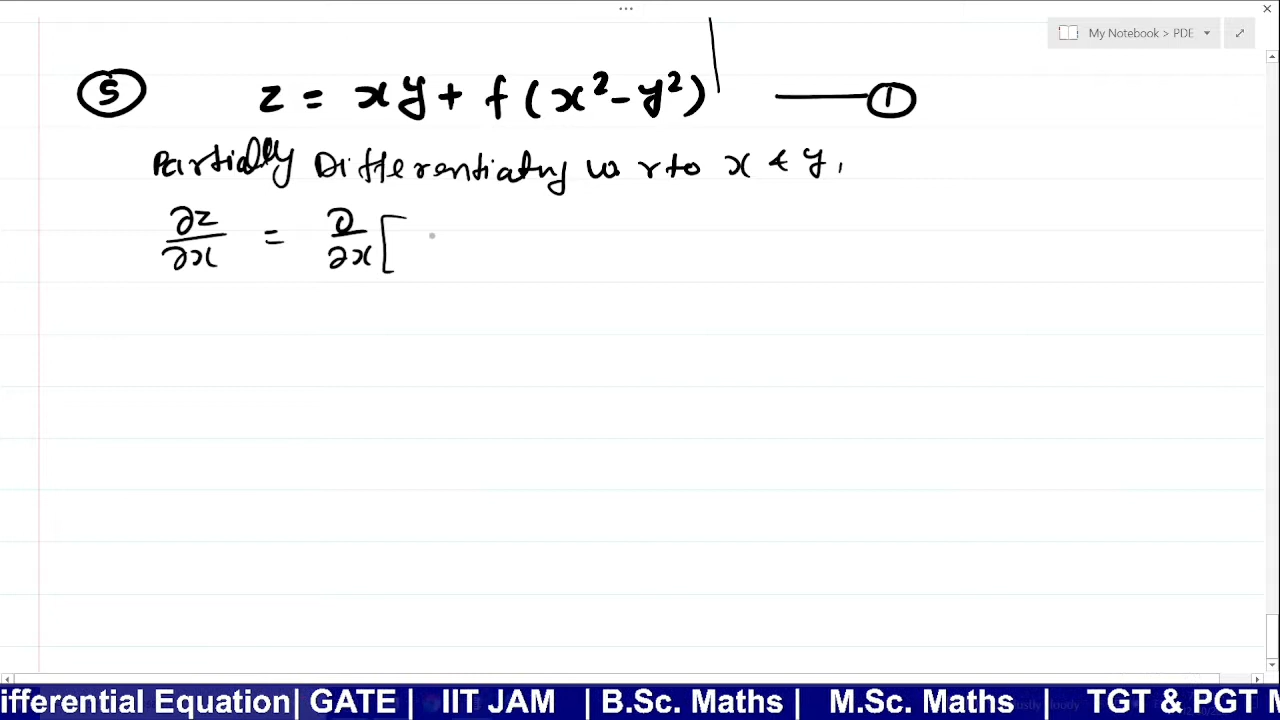 My Notebook > PDE
5 z = xy + f(x²-y²) —— 1
Partially Differentiating w r to x & y,
∂z/∂x = ∂/∂x [
ifferential Equation| GATE | IIT JAM | B.Sc. Maths | M.Sc. Maths | TGT & PGT M